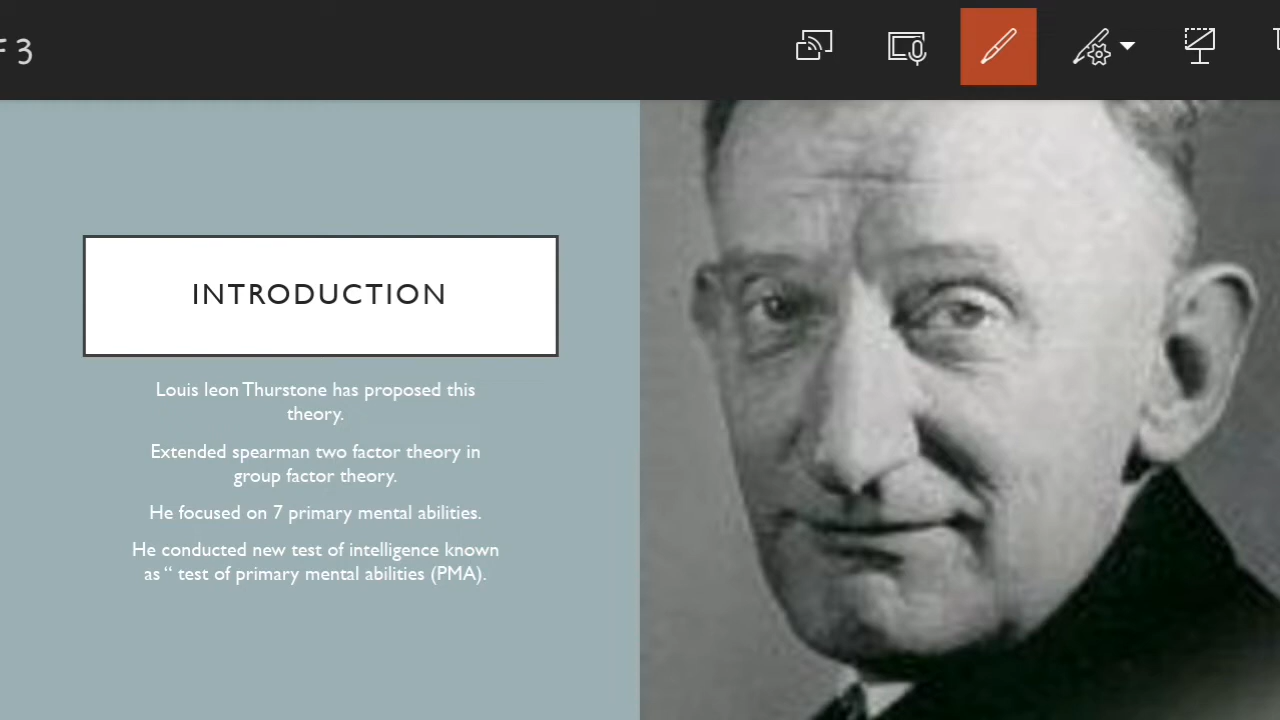 F 3
INTRODUCTION
Louis leon Thurstone has proposed this
theory.
Extended spearman two factor theory in
group factor theory.
He focused on 7 primary mental abilities.
He conducted new test of intelligence known
as “ test of primary mental abilities (PMA).